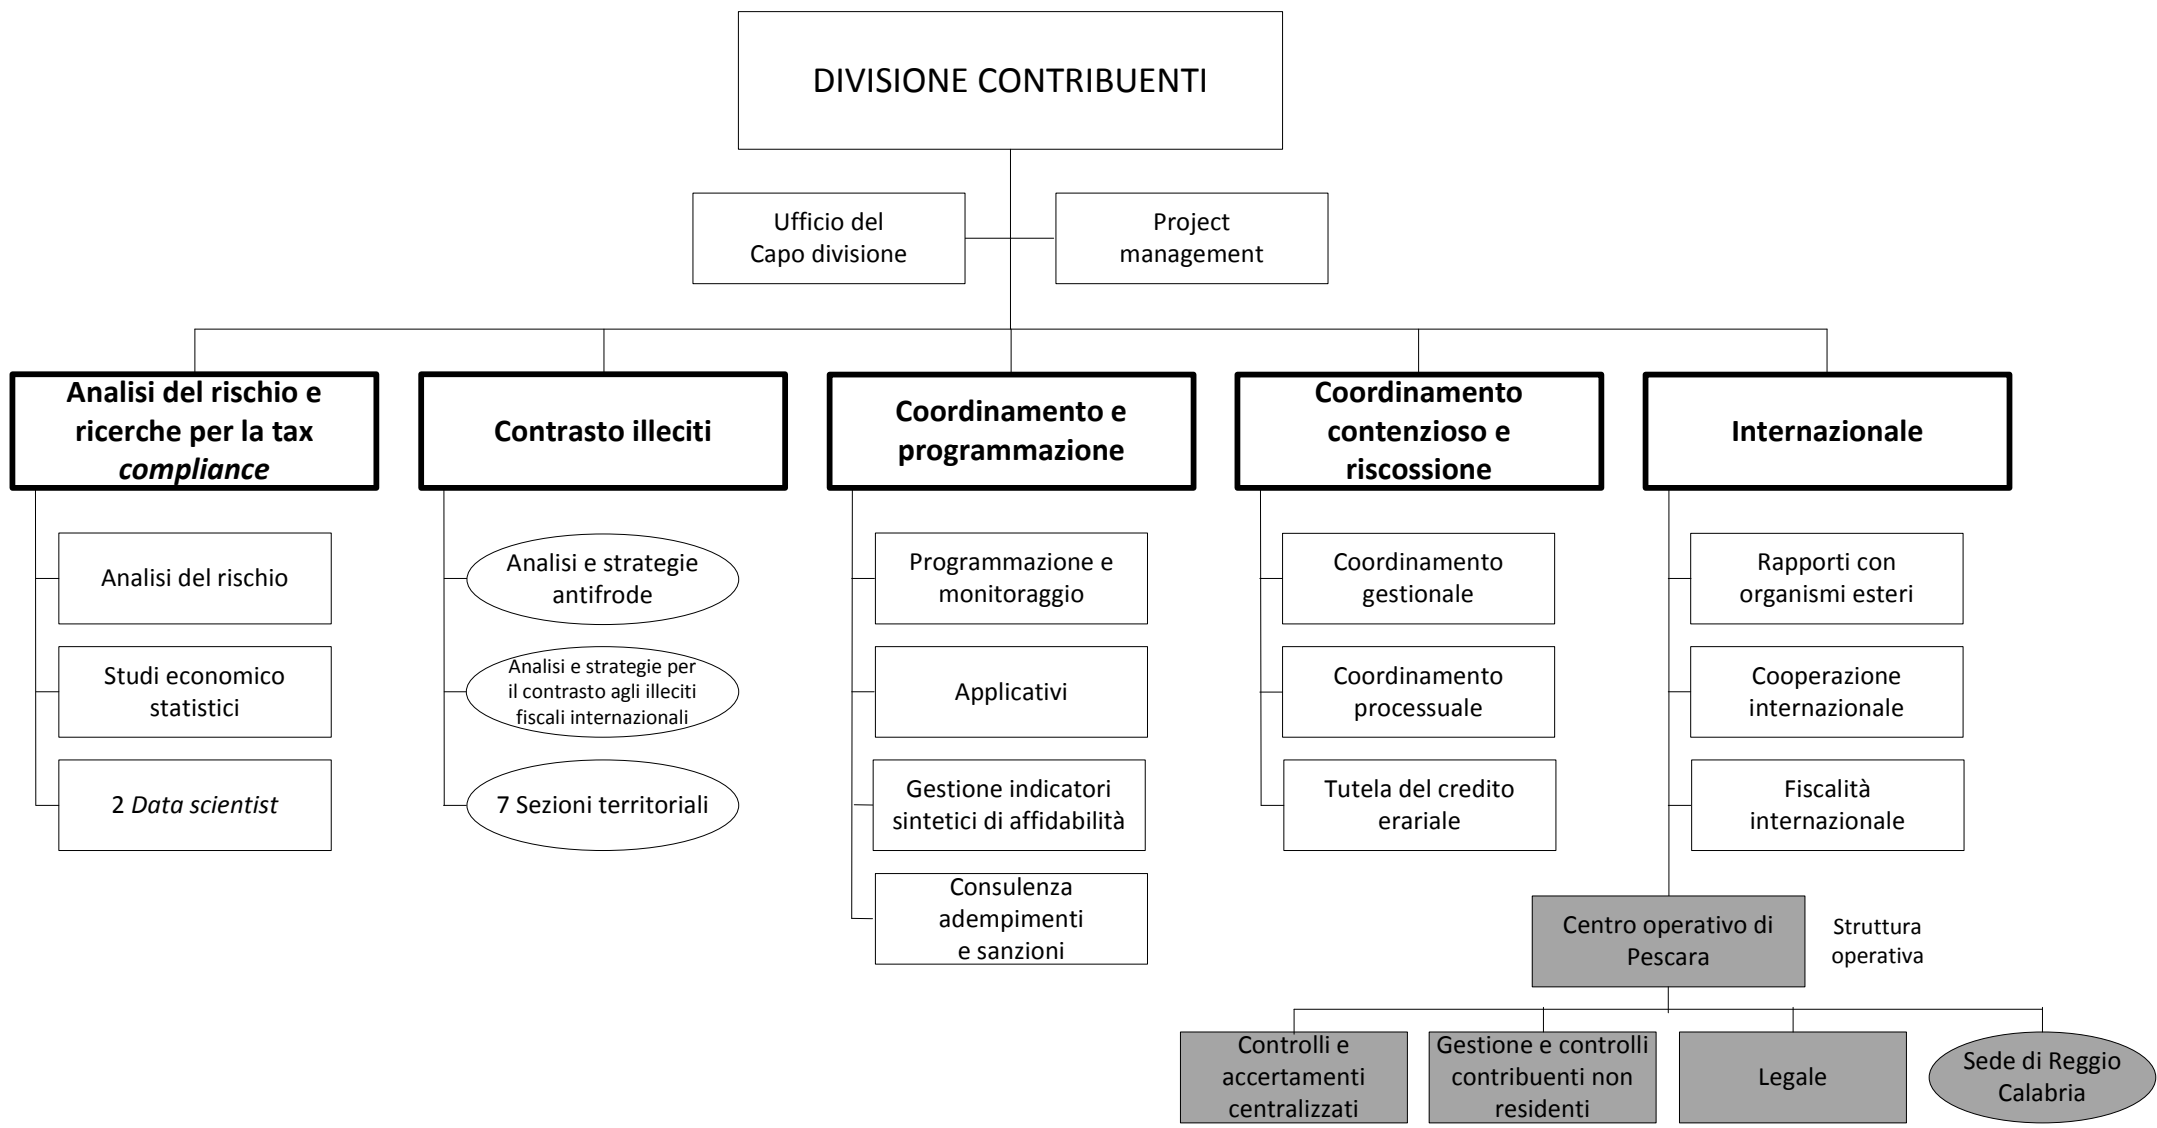 DIVISIONE CONTRIBUENTI
Ufficio del
Capo divisione
Project
management
Analisi del rischio e
ricerche per la tax
compliance
Contrasto illeciti
Coordinamento e
programmazione
Coordinamento
contenzioso e
riscossione
Internazionale
Analisi del rischio
Studi economico
statistici
2 Data scientist
Analisi e strategie
antifrode
Analisi e strategie per
il contrasto agli illeciti
fiscali internazionali
7 Sezioni territoriali
Programmazione e
monitoraggio
Applicativi
Gestione indicatori
sintetici di affidabilità
Consulenza
adempimenti
e sanzioni
Coordinamento
gestionale
Coordinamento
processuale
Tutela del credito
erariale
Rapporti con
organismi esteri
Cooperazione
internazionale
Fiscalità
internazionale
Centro operativo di
Pescara
Struttura
operativa
Controlli e
accertamenti
centralizzati
Gestione e controlli
contribuenti non
residenti
Legale
Sede di Reggio
Calabria